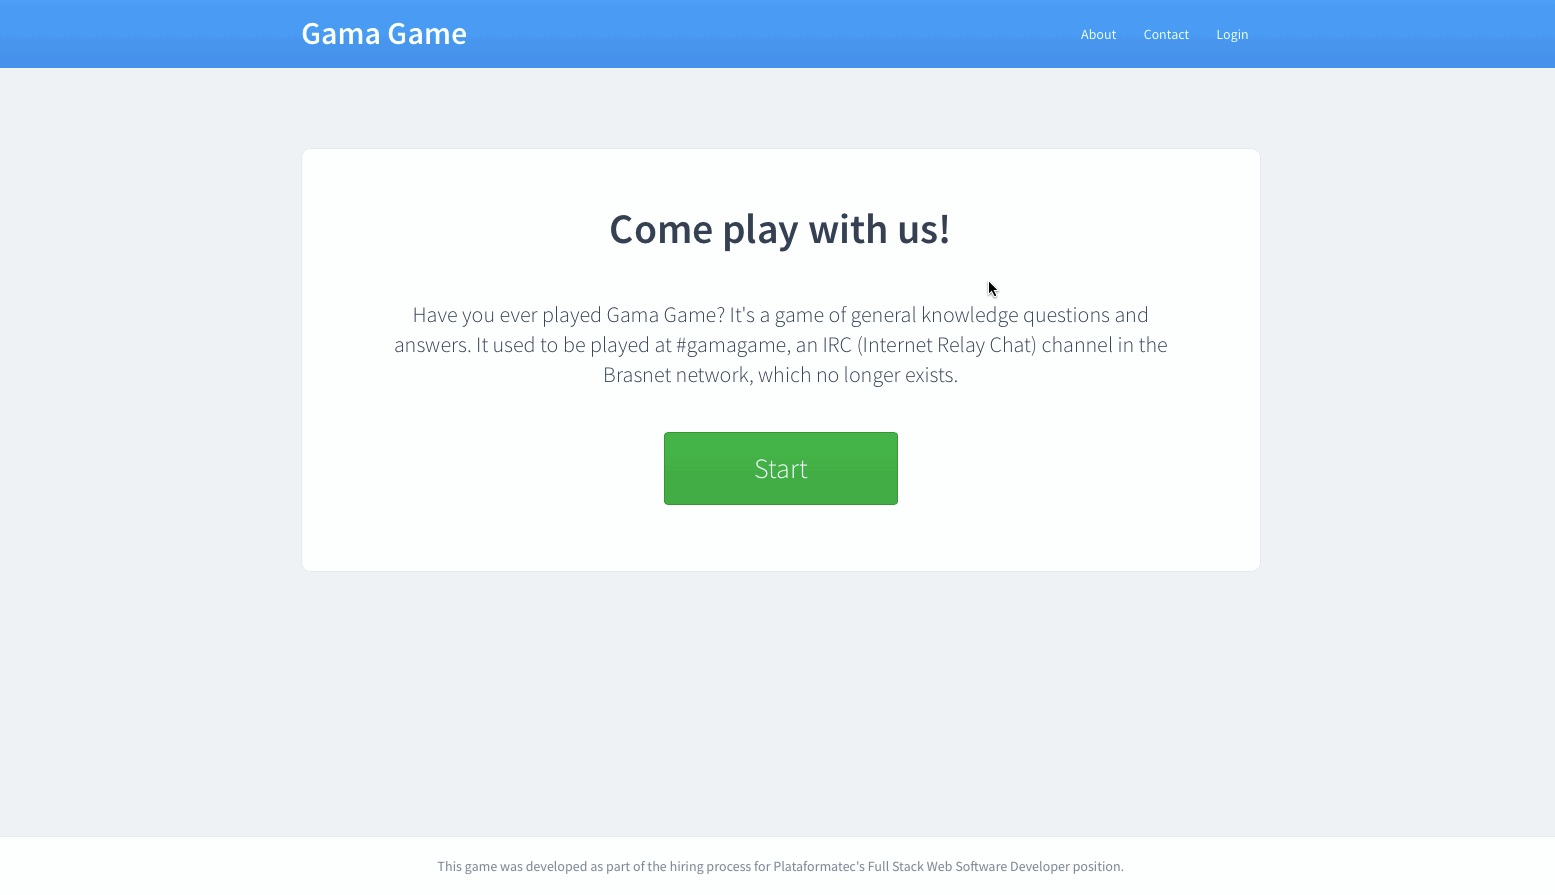 Gama Game
About Contact Login
Come play with us!
Have you ever played Gama Game? It's a game of general knowledge questions and
answers. It used to be played at #gamagame, an IRC (Internet Relay Chat) channel in the
Brasnet network, which no longer exists.
Start
This game was developed as part of the hiring process for Plataformatec's Full Stack Web Software Developer position.